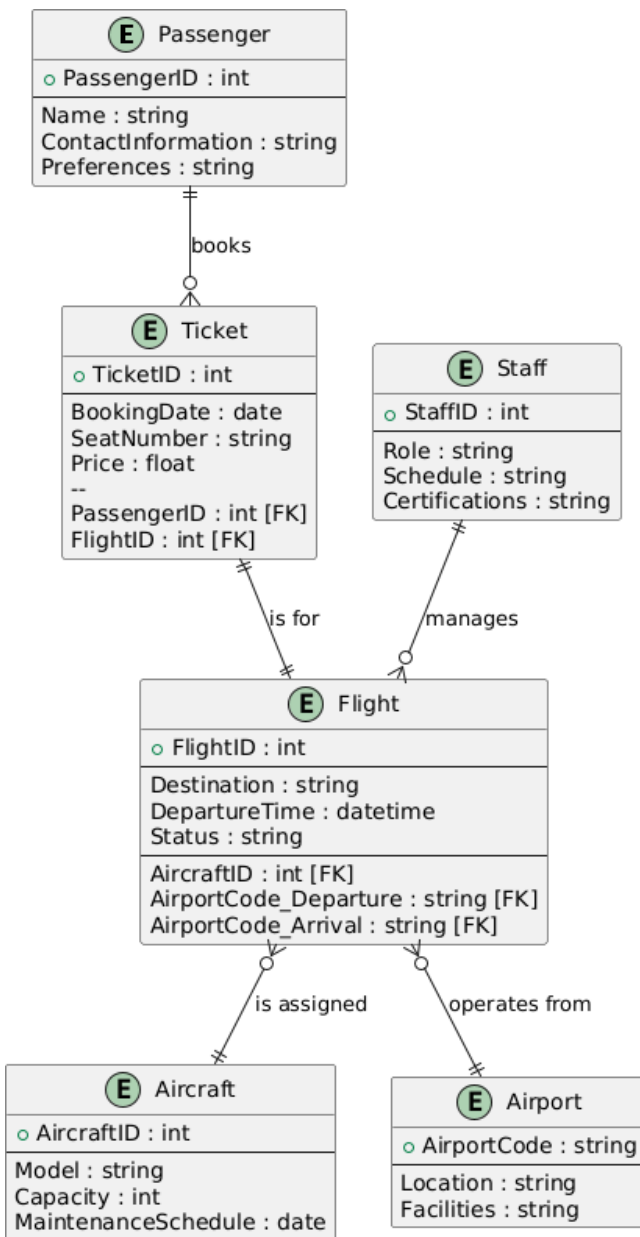 E Passenger
PassengerID : int
Name : string
ContactInformation : string
Preferences : string
books
E Ticket
TicketID : int
BookingDate : date
SeatNumber : string
Price : float
--
PassengerID : int [FK]
FlightID : int [FK]
E Staff
StaffID : int
Role : string
Schedule : string
Certifications : string
is for
manages
E Flight
FlightID : int
Destination : string
DepartureTime : datetime
Status : string
AircraftID : int [FK]
AirportCode_Departure : string [FK]
AirportCode_Arrival : string [FK]
is assigned
operates from
E Aircraft
AircraftID : int
Model : string
Capacity : int
MaintenanceSchedule : date
E Airport
AirportCode : string
Location : string
Facilities : string